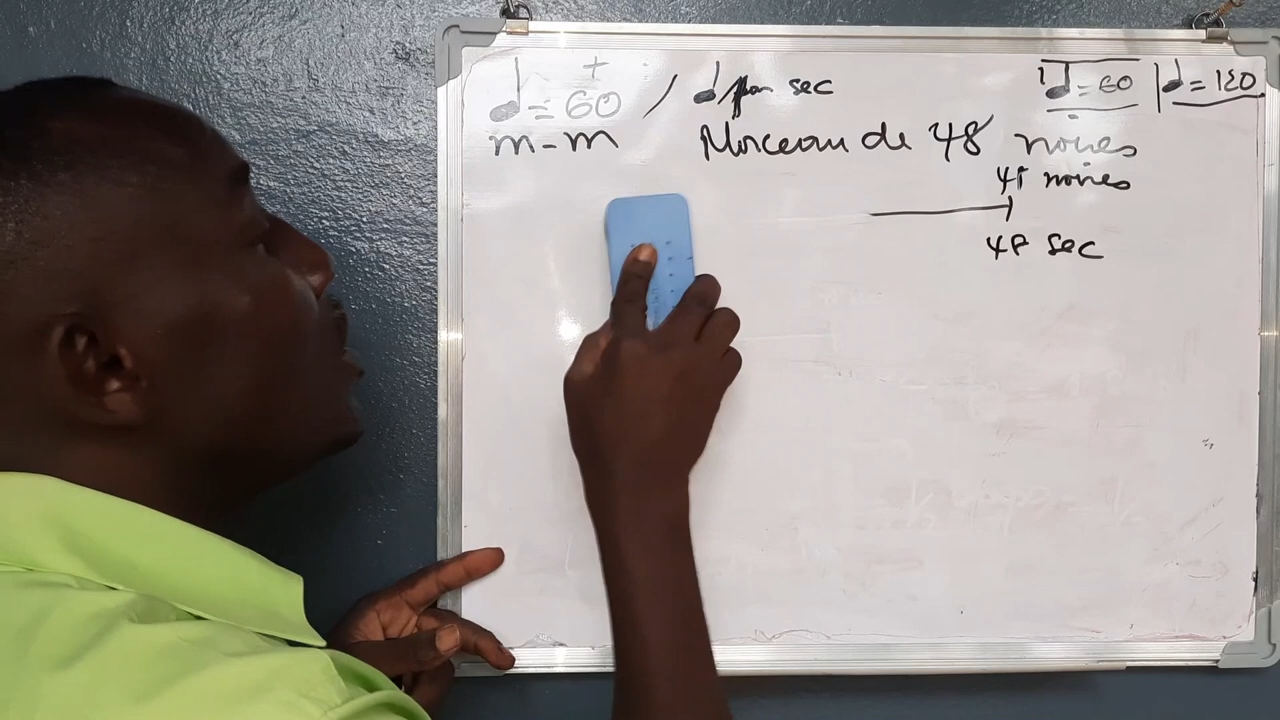 ♩ = 60 / ♩ par sec
♩ = 60 | ♩ = 120
m - m
Morceau de 48 noires
48 noires
48 sec